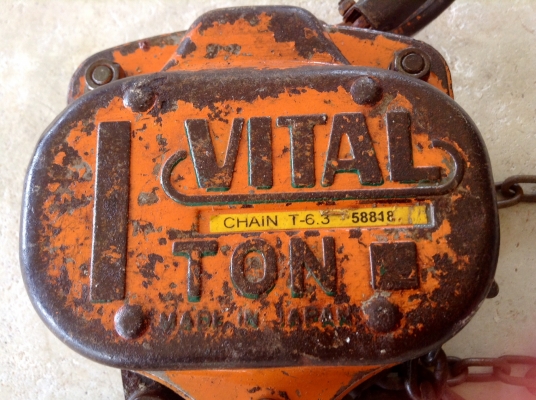 VITAL
CHAIN T-6.3 58818
1 TON
MADE IN JAPAN